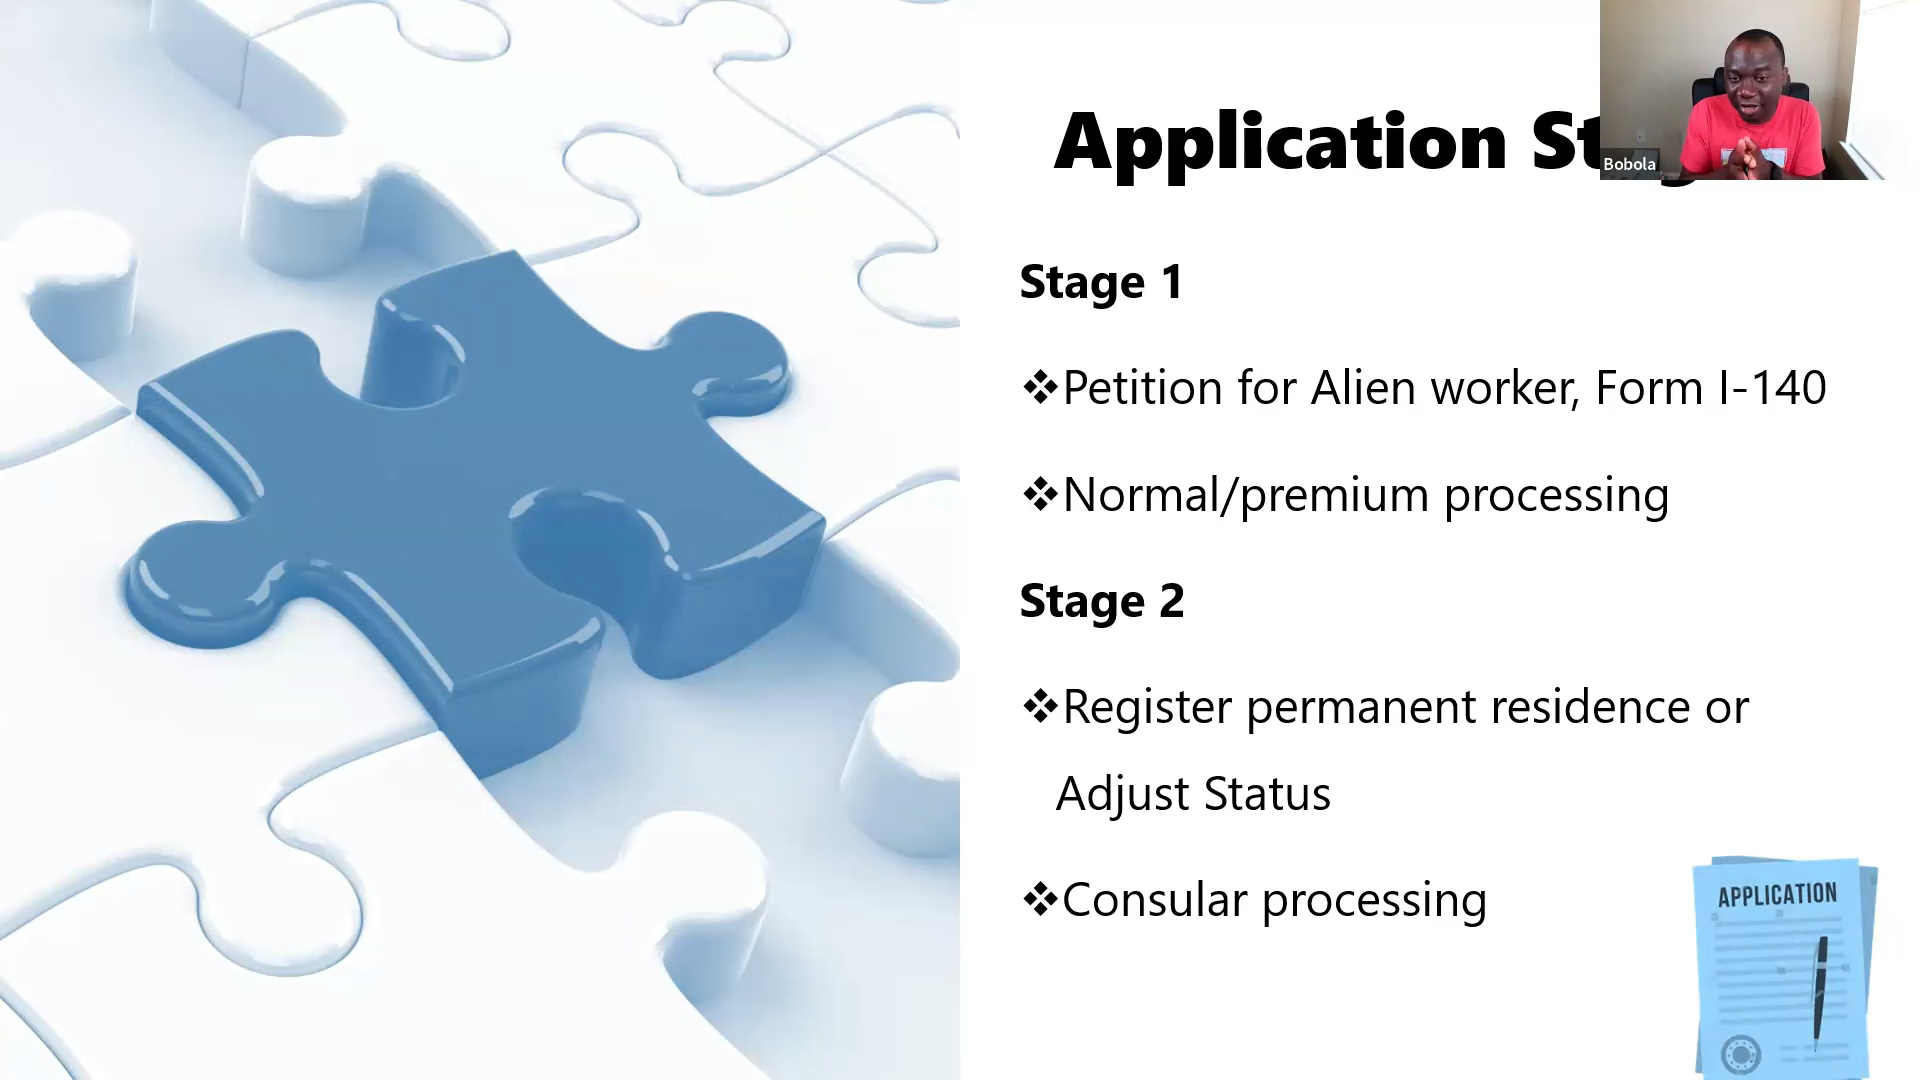 Application
Bobola
Stage 1
❖Petition for Alien worker, Form I-140
❖Normal/premium processing
Stage 2
❖Register permanent residence or
Adjust Status
❖Consular processing
APPLICATION